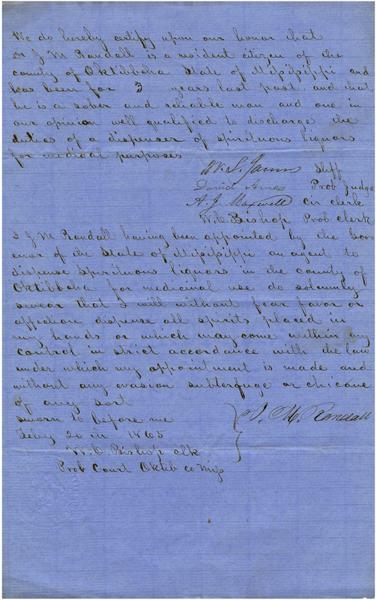 We do hereby certify upon our honor that
Dr J M Randall is a resident citizen of the
county of Oktibbeha State of Mississippi and
has been for 3 years last past and that
he is a sober and reliable man and one in
our opinion well qualified to discharge the
duties of a dispenser of spirituous liquors
for medical purposes
Shff
David Ames Prob Judge
A. J. Maxwell Cir clerk
W. C. Bishop Prob clerk
I J M Randall having been appointed by the Gov
ernor of the State of Mississippi an agent to
dispense Spirituous liquors in the county of
Oktibbeha for medicinal use do solemnly
swear that I will without fear favor or
affection dispense all spirits placed in
my hands or which may come within my
control in strict accordance with the law
under which my appointment is made and
without any evasion subterfuge or chicane
of any sort
sworn to before me J. M. Randall
20 1865
W. C. Bishop clk
Prob Court Oktib co Miss